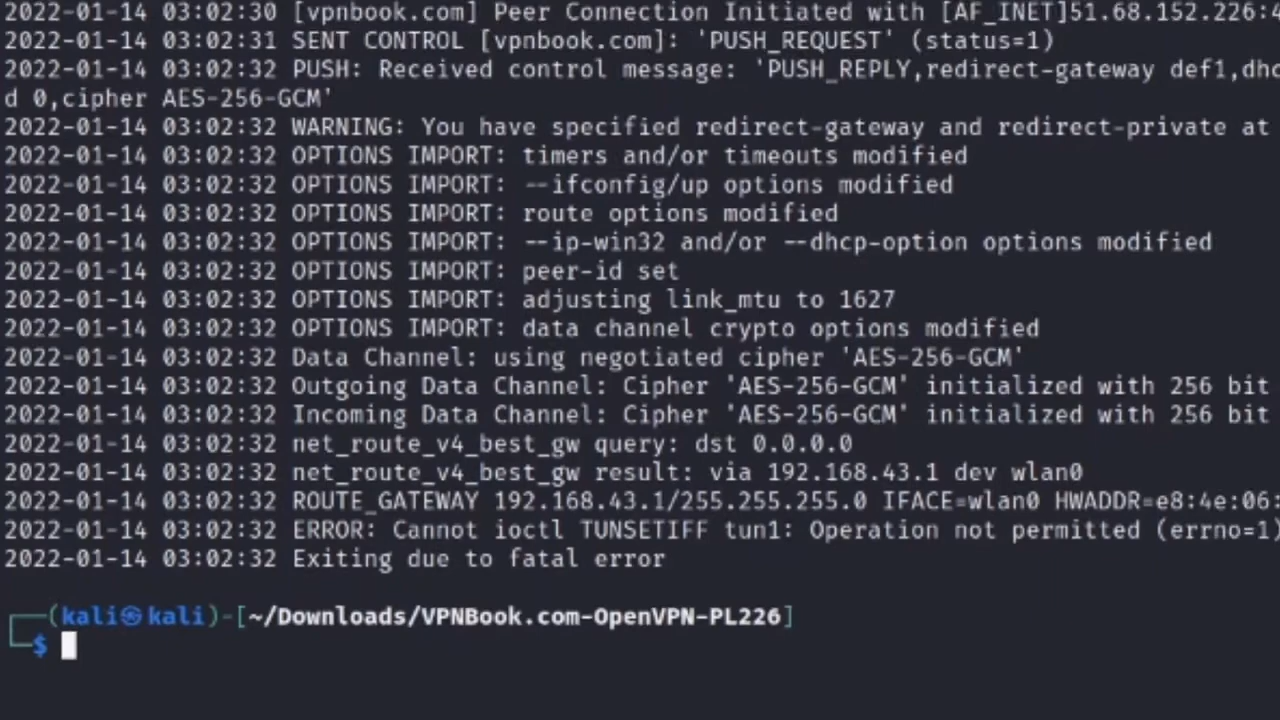 2022-01-14 03:02:30 [vpnbook.com] Peer Connection Initiated with [AF_INET]51.68.152.226:4
2022-01-14 03:02:31 SENT CONTROL [vpnbook.com]: 'PUSH_REQUEST' (status=1)
2022-01-14 03:02:32 PUSH: Received control message: 'PUSH_REPLY,redirect-gateway def1,dhc
d 0,cipher AES-256-GCM'
2022-01-14 03:02:32 WARNING: You have specified redirect-gateway and redirect-private at
2022-01-14 03:02:32 OPTIONS IMPORT: timers and/or timeouts modified
2022-01-14 03:02:32 OPTIONS IMPORT: --ifconfig/up options modified
2022-01-14 03:02:32 OPTIONS IMPORT: route options modified
2022-01-14 03:02:32 OPTIONS IMPORT: --ip-win32 and/or --dhcp-option options modified
2022-01-14 03:02:32 OPTIONS IMPORT: peer-id set
2022-01-14 03:02:32 OPTIONS IMPORT: adjusting link_mtu to 1627
2022-01-14 03:02:32 OPTIONS IMPORT: data channel crypto options modified
2022-01-14 03:02:32 Data Channel: using negotiated cipher 'AES-256-GCM'
2022-01-14 03:02:32 Outgoing Data Channel: Cipher 'AES-256-GCM' initialized with 256 bit
2022-01-14 03:02:32 Incoming Data Channel: Cipher 'AES-256-GCM' initialized with 256 bit
2022-01-14 03:02:32 net_route_v4_best_gw query: dst 0.0.0.0
2022-01-14 03:02:32 net_route_v4_best_gw result: via 192.168.43.1 dev wlan0
2022-01-14 03:02:32 ROUTE_GATEWAY 192.168.43.1/255.255.255.0 IFACE=wlan0 HWADDR=e8:4e:06:
2022-01-14 03:02:32 ERROR: Cannot ioctl TUNSETIFF tun1: Operation not permitted (errno=1)
2022-01-14 03:02:32 Exiting due to fatal error
┌──(kali㉿kali)-[~/Downloads/VPNBook.com-OpenVPN-PL226]
└─$